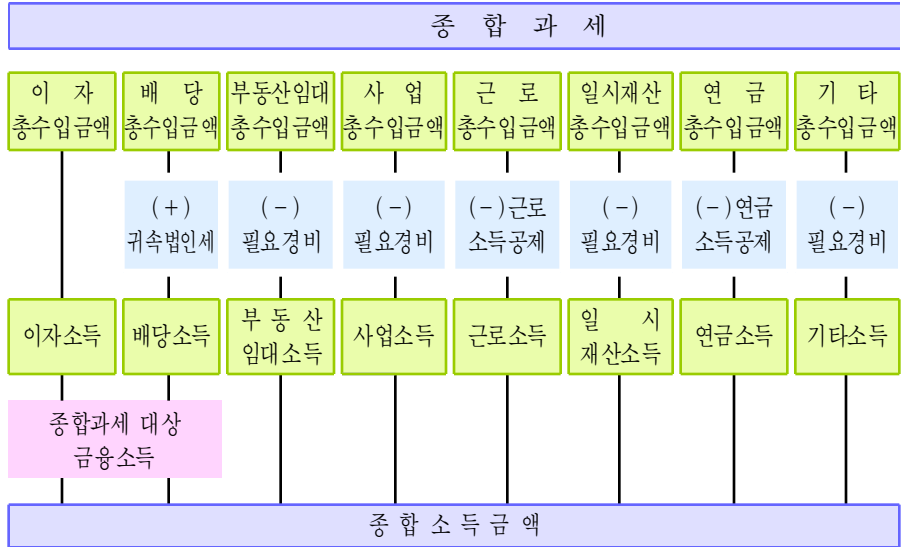 종 합 과 세
이 자
총수입금액
배 당
총수입금액
부동산임대
총수입금액
사 업
총수입금액
근 로
총수입금액
일시재산
총수입금액
연 금
총수입금액
기 타
총수입금액
(+)
귀속법인세
(-)
필요경비
(-)
필요경비
(-)근로
소득공제
(-)
필요경비
(-)연금
소득공제
(-)
필요경비
이자소득
배당소득
부 동 산
임대소득
사업소득
근로소득
일 시
재산소득
연금소득
기타소득
종합과세 대상
금융소득
종 합 소 득 금 액